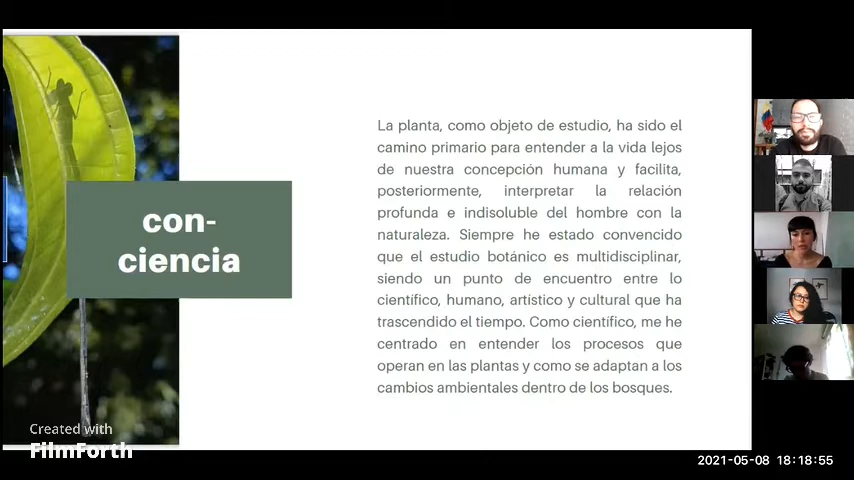 con-
ciencia
La planta, como objeto de estudio, ha sido el
camino primario para entender a la vida lejos
de nuestra concepción humana y facilita,
posteriormente, interpretar la relación
profunda e indisoluble del hombre con la
naturaleza. Siempre he estado convencido
que el estudio botánico es multidisciplinar,
siendo un punto de encuentro entre lo
científico, humano, artístico y cultural que ha
trascendido el tiempo. Como científico, me he
centrado en entender los procesos que
operan en las plantas y como se adaptan a los
cambios ambientales dentro de los bosques.
Created with
FilmForth
2021-05-08 18:18:55